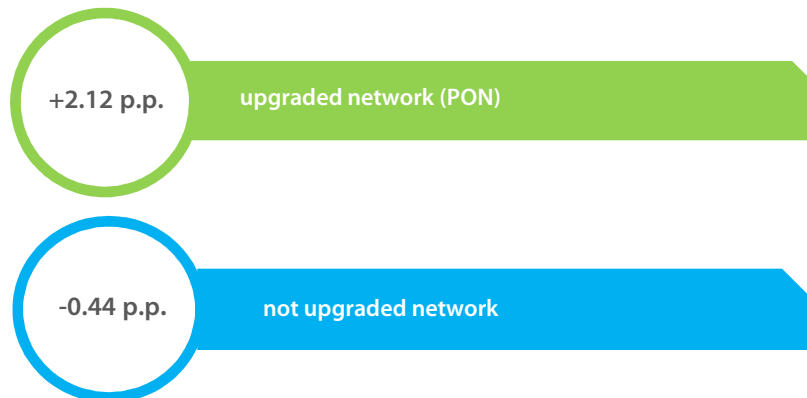 +2.12 p.p.
upgraded network (PON)
-0.44 p.p.
not upgraded network